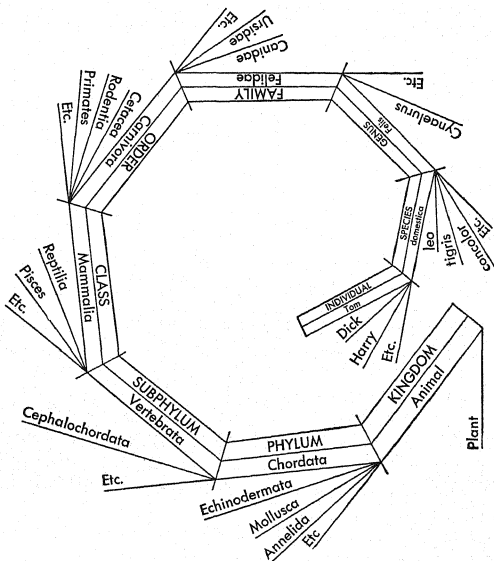 KINGDOM
Animal
Plant
PHYLUM
Chordata
Echinodermata
Mollusca
Annelida
Etc
SUBPHYLUM
Vertebrata
Cephalochordata
Etc.
CLASS
Mammalia
Reptilia
Pisces
Etc.
ORDER
Carnivora
Cetacea
Rodentia
Primates
Etc.
FAMILY
Felidae
Canidae
Ursidae
Etc.
GENUS
Felis
Cynaelurus
Etc.
SPECIES
domestica
leo
tigris
concolor
Etc.
INDIVIDUAL
Tom
Dick
Harry
Etc.